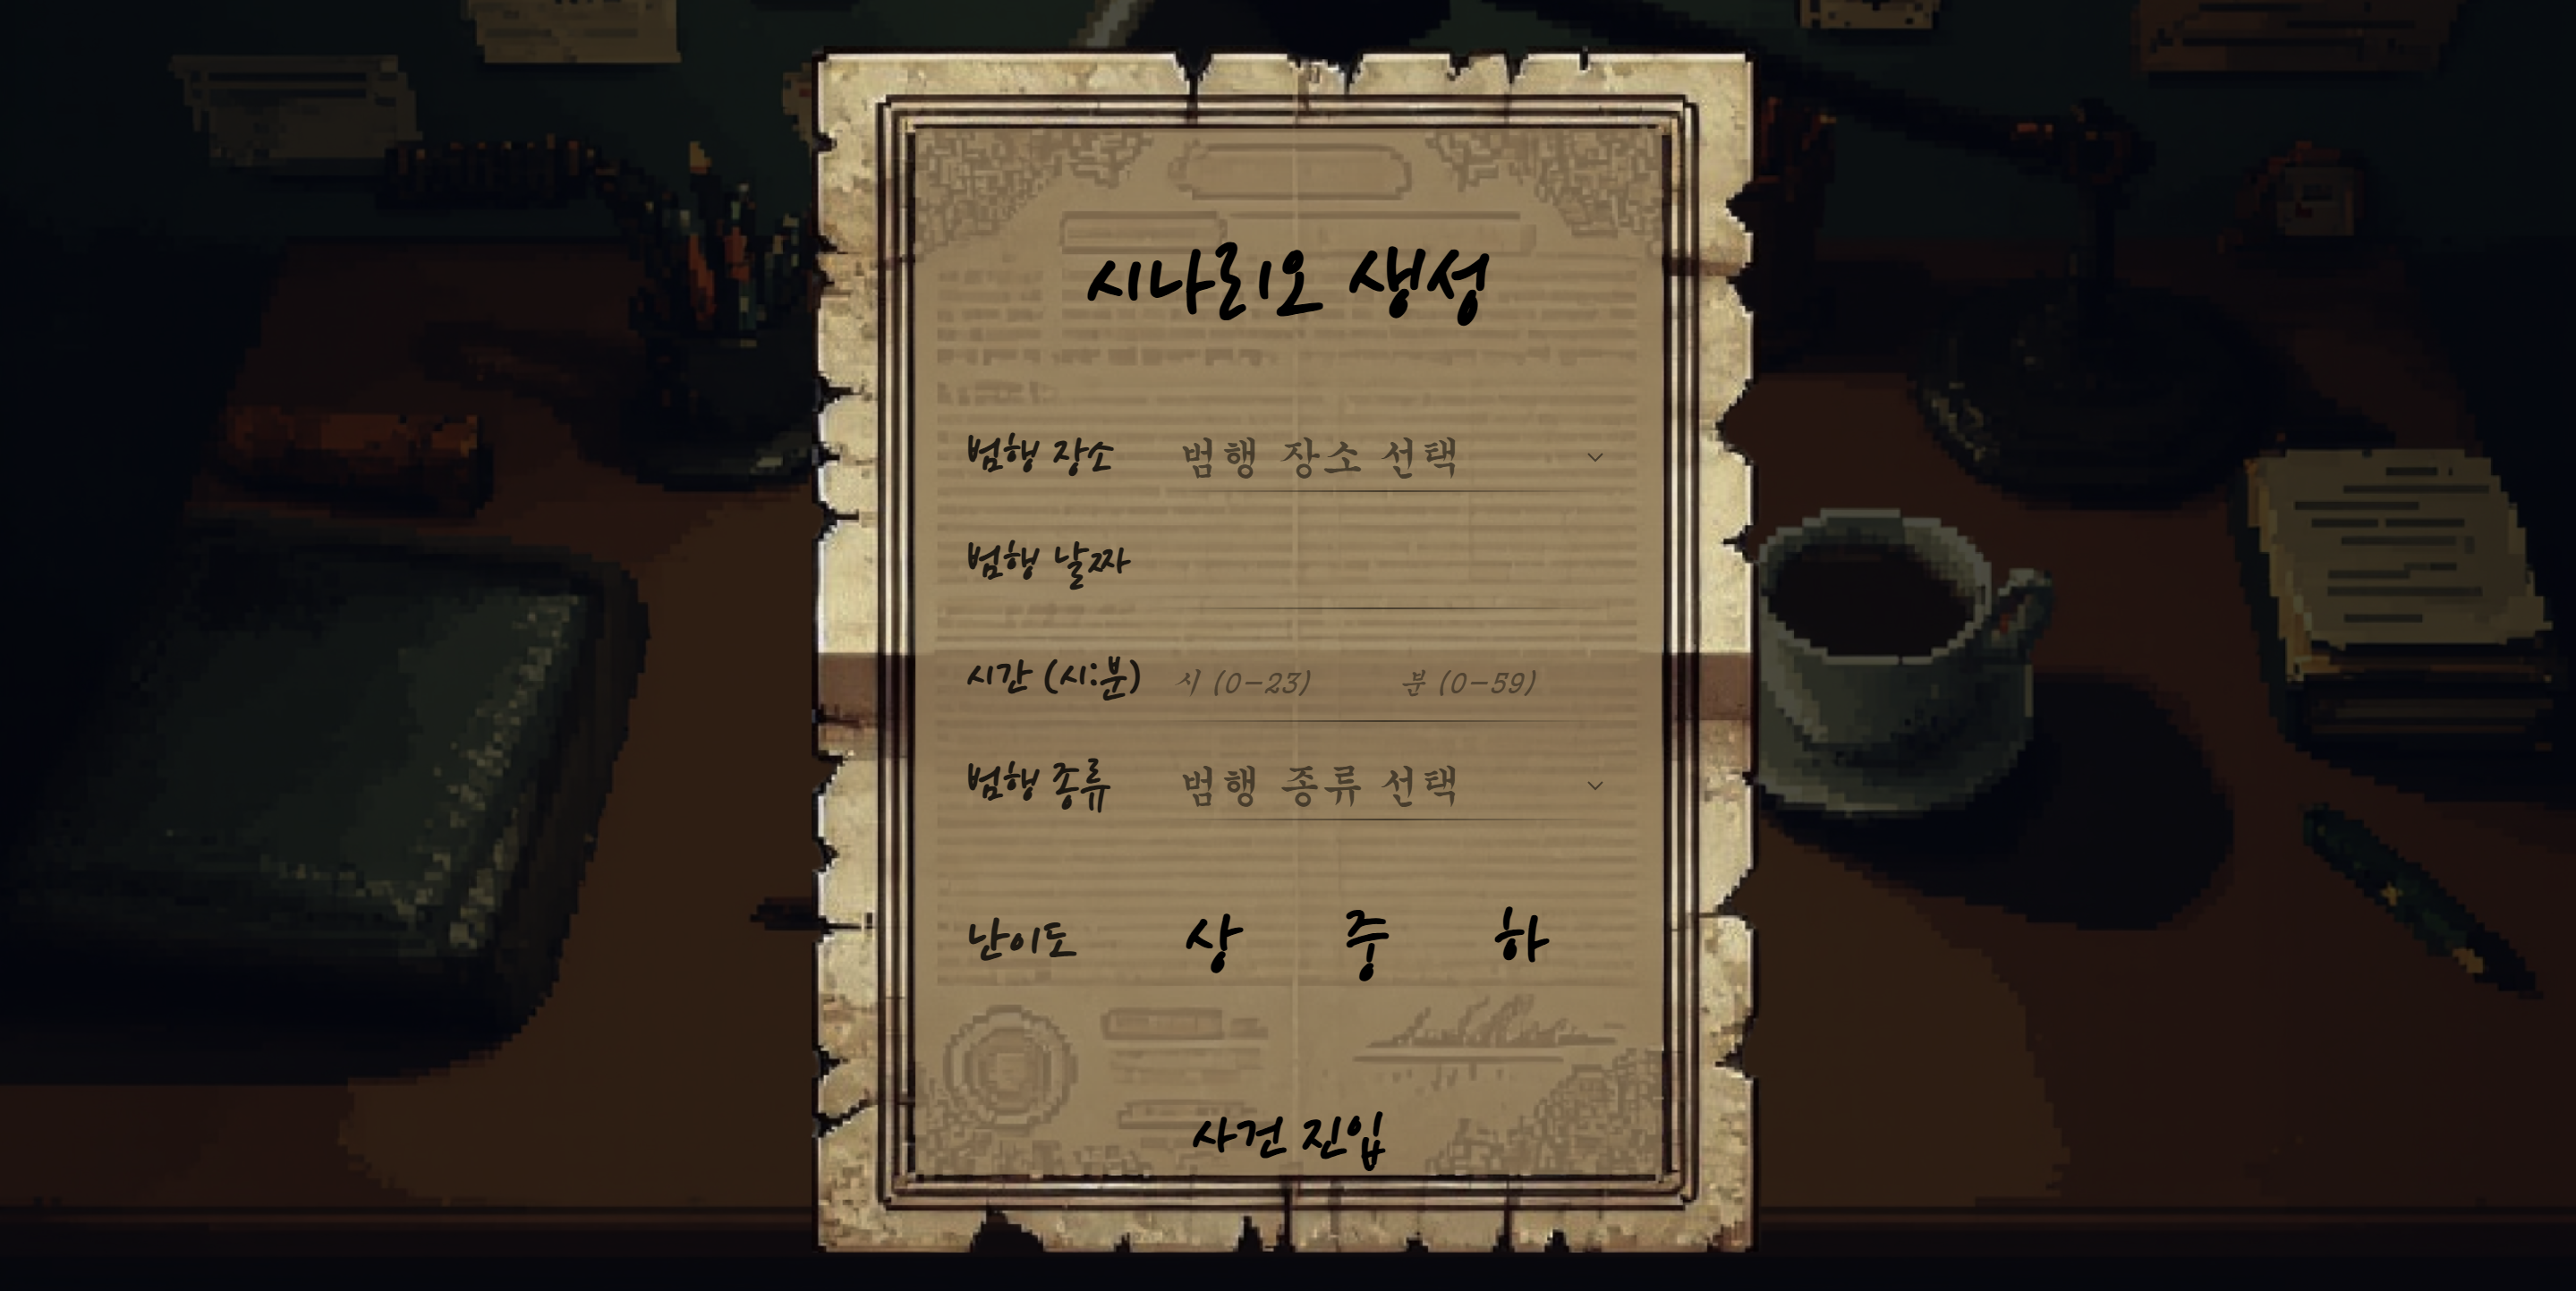 시나리오 생성
범행 장소 범행 장소 선택
범행 날짜
시간 (시:분) 시 (0-23) 분 (0-59)
범행 종류 범행 종류 선택
난이도 상 중 하
사건 진입